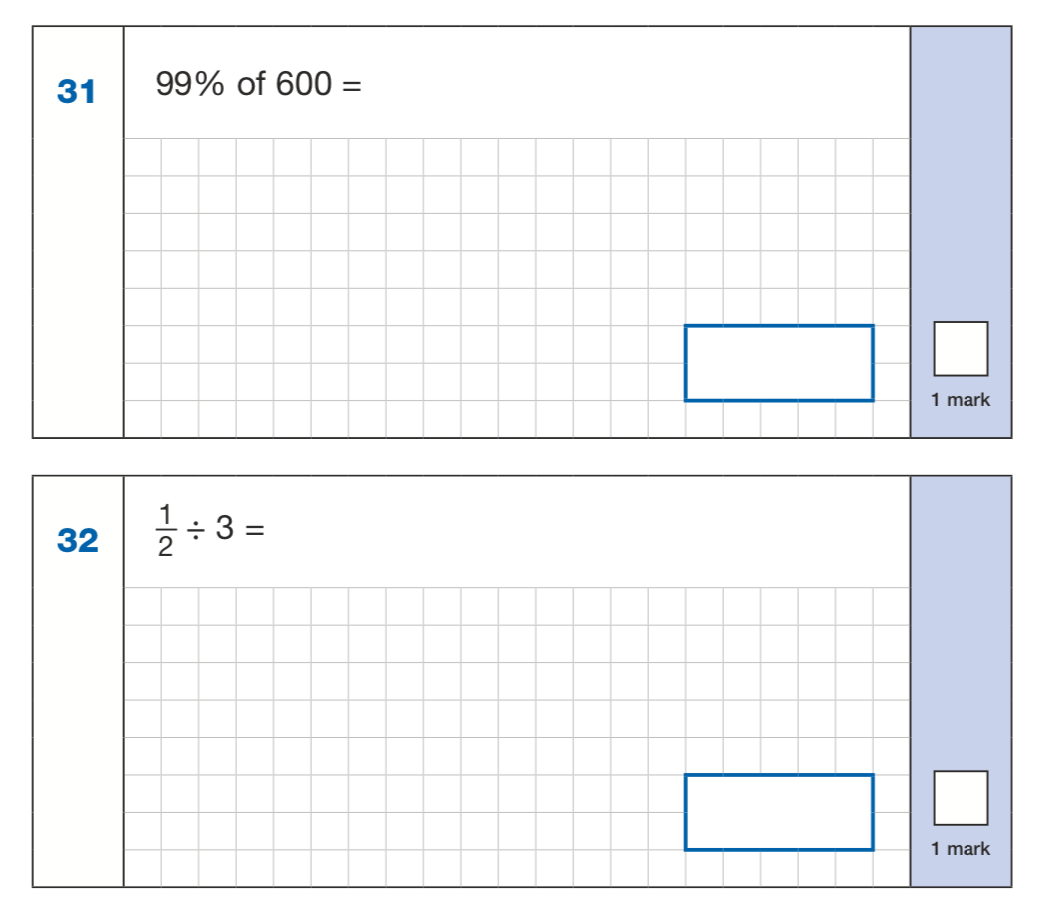 31
99% of 600 =
1 mark
32
1/2 ÷ 3 =
1 mark